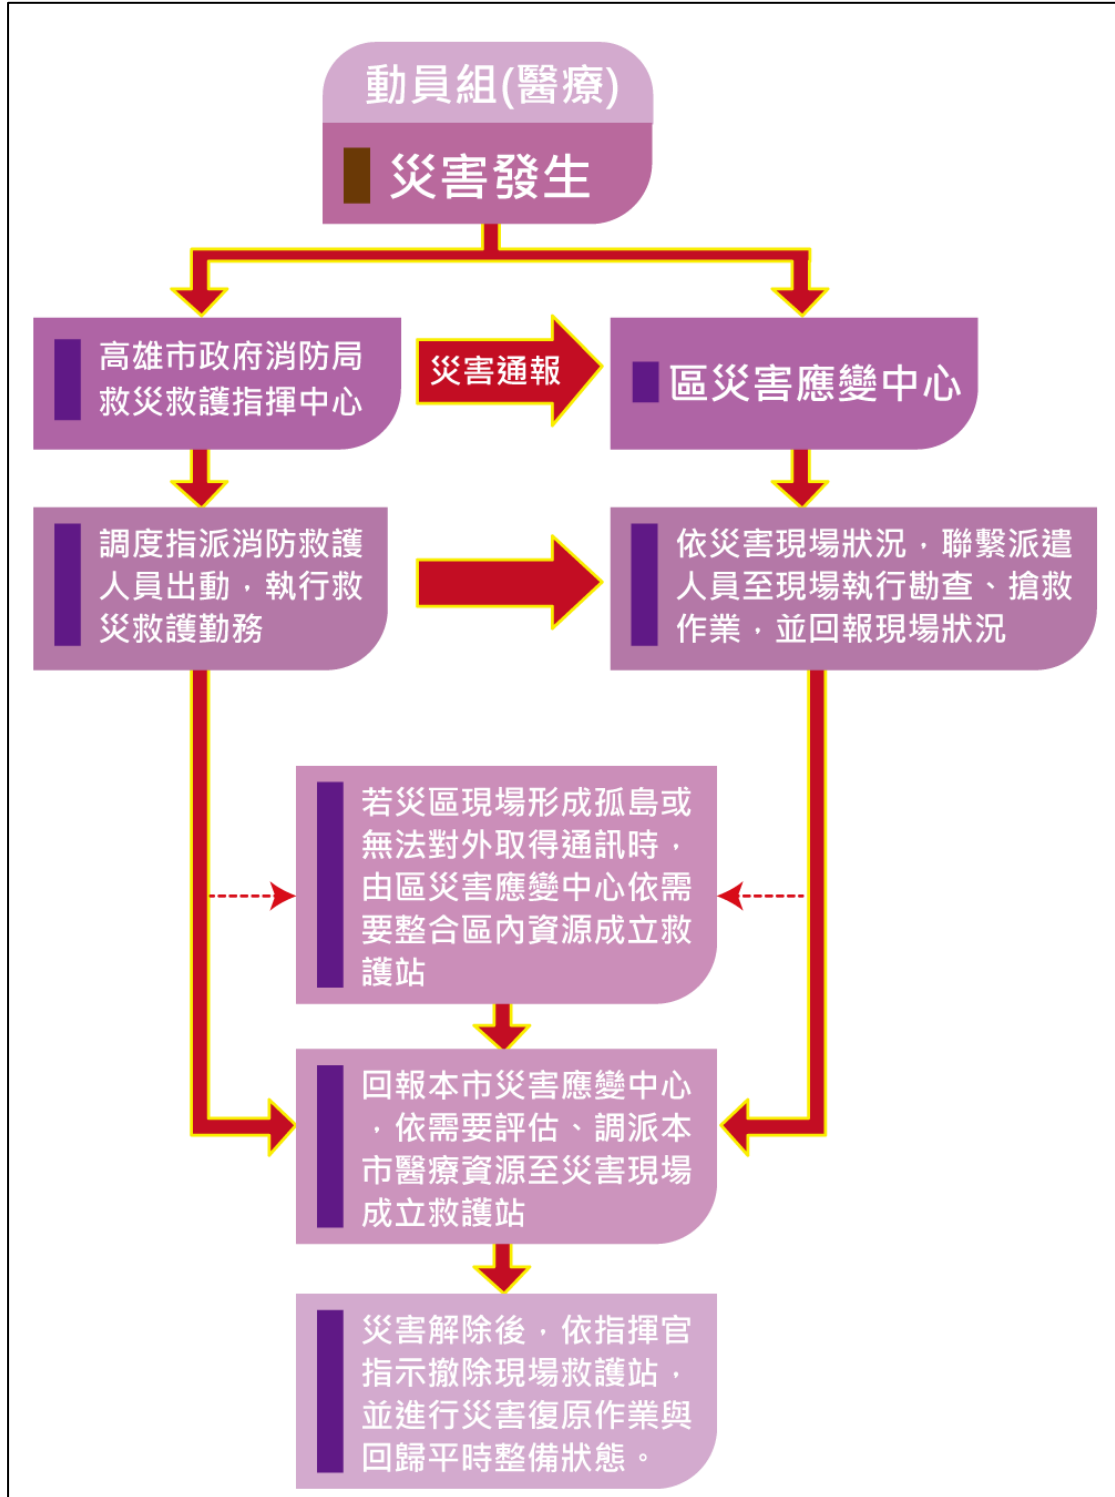 動員組(醫療)
災害發生
高雄市政府消防局
救災救護指揮中心
災害通報
區災害應變中心
調度指派消防救護
人員出動，執行救
災救護勤務
依災害現場狀況，聯繫派遣
人員至現場執行勘查、搶救
作業，並回報現場狀況
若災區現場形成孤島或
無法對外取得通訊時，
由區災害應變中心依需
要整合區內資源成立救
護站
回報本市災害應變中心
，依需要評估、調派本
市醫療資源至災害現場
成立救護站
災害解除後，依指揮官
指示撤除現場救護站，
並進行災害復原作業與
回歸平時整備狀態。